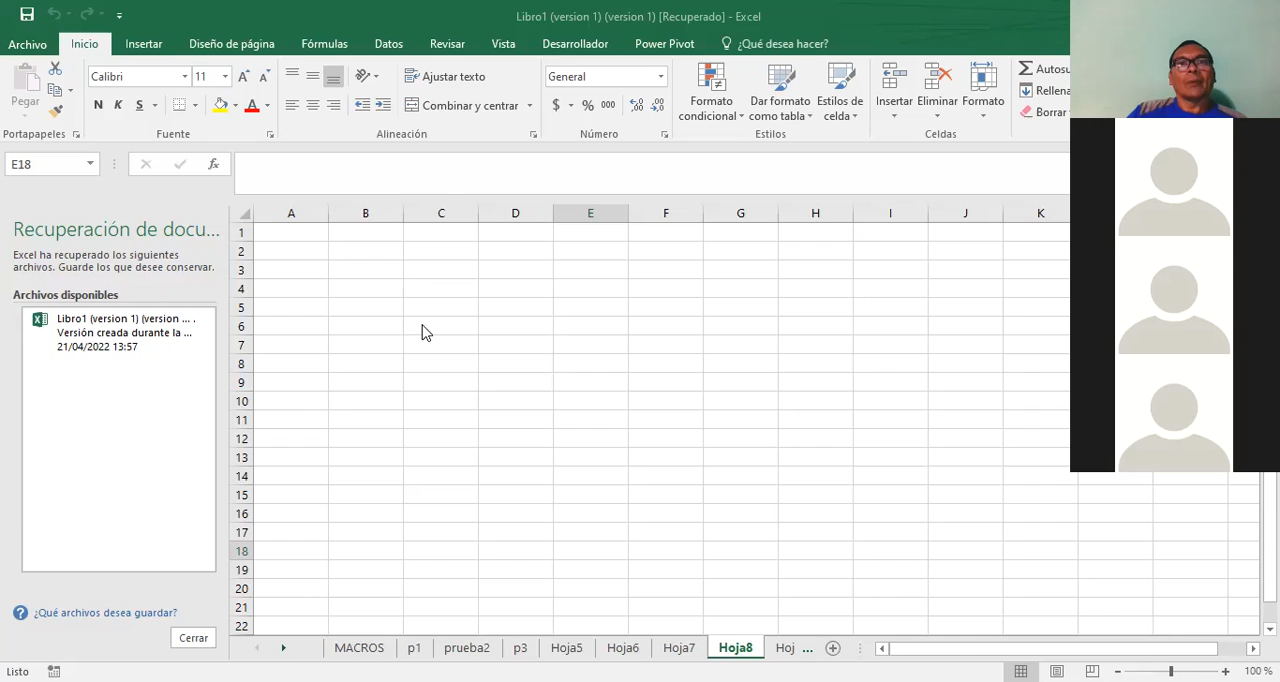 Libro1 (version 1) (version 1) [Recuperado] - Excel
Archivo Inicio Insertar Diseño de página Fórmulas Datos Revisar Vista Desarrollador Power Pivot ¿Qué desea hacer?
Pegar
Calibri 11
N K S
A A
Ajustar texto
Combinar y centrar
General
$ % 000
Formato condicional
Dar formato como tabla
Estilos de celda
Insertar Eliminar Formato
Σ
Rellena
Borrar
Portapapeles Fuente Alineación Número Estilos Celdas
E18
fx
Recuperación de docu...
Excel ha recuperado los siguientes
archivos. Guarde los que desee conservar.
Archivos disponibles
Libro1 (version 1) (version ... .
Versión creada durante la ...
21/04/2022 13:57
¿Qué archivos desea guardar?
Cerrar
A B C D E F G H I J K
1
2
3
4
5
6
7
8
9
10
11
12
13
14
15
16
17
18
19
20
21
22
MACROS p1 prueba2 p3 Hoja5 Hoja6 Hoja7 Hoja8 Hoj ...
Listo
100 %